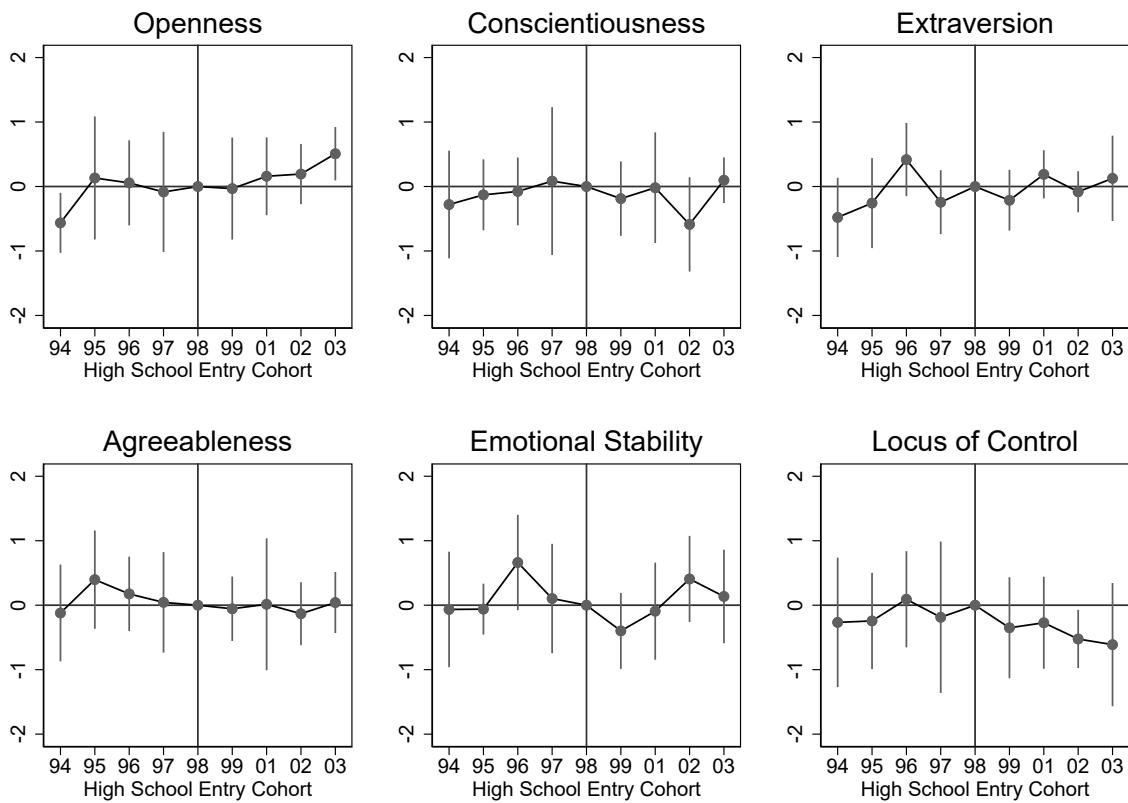 Openness
2
1
0
-1
-2
94 95 96 97 98 99 01 02 03
High School Entry Cohort
Conscientiousness
2
1
0
-1
-2
94 95 96 97 98 99 01 02 03
High School Entry Cohort
Extraversion
2
1
0
-1
-2
94 95 96 97 98 99 01 02 03
High School Entry Cohort
Agreeableness
2
1
0
-1
-2
94 95 96 97 98 99 01 02 03
High School Entry Cohort
Emotional Stability
2
1
0
-1
-2
94 95 96 97 98 99 01 02 03
High School Entry Cohort
Locus of Control
2
1
0
-1
-2
94 95 96 97 98 99 01 02 03
High School Entry Cohort